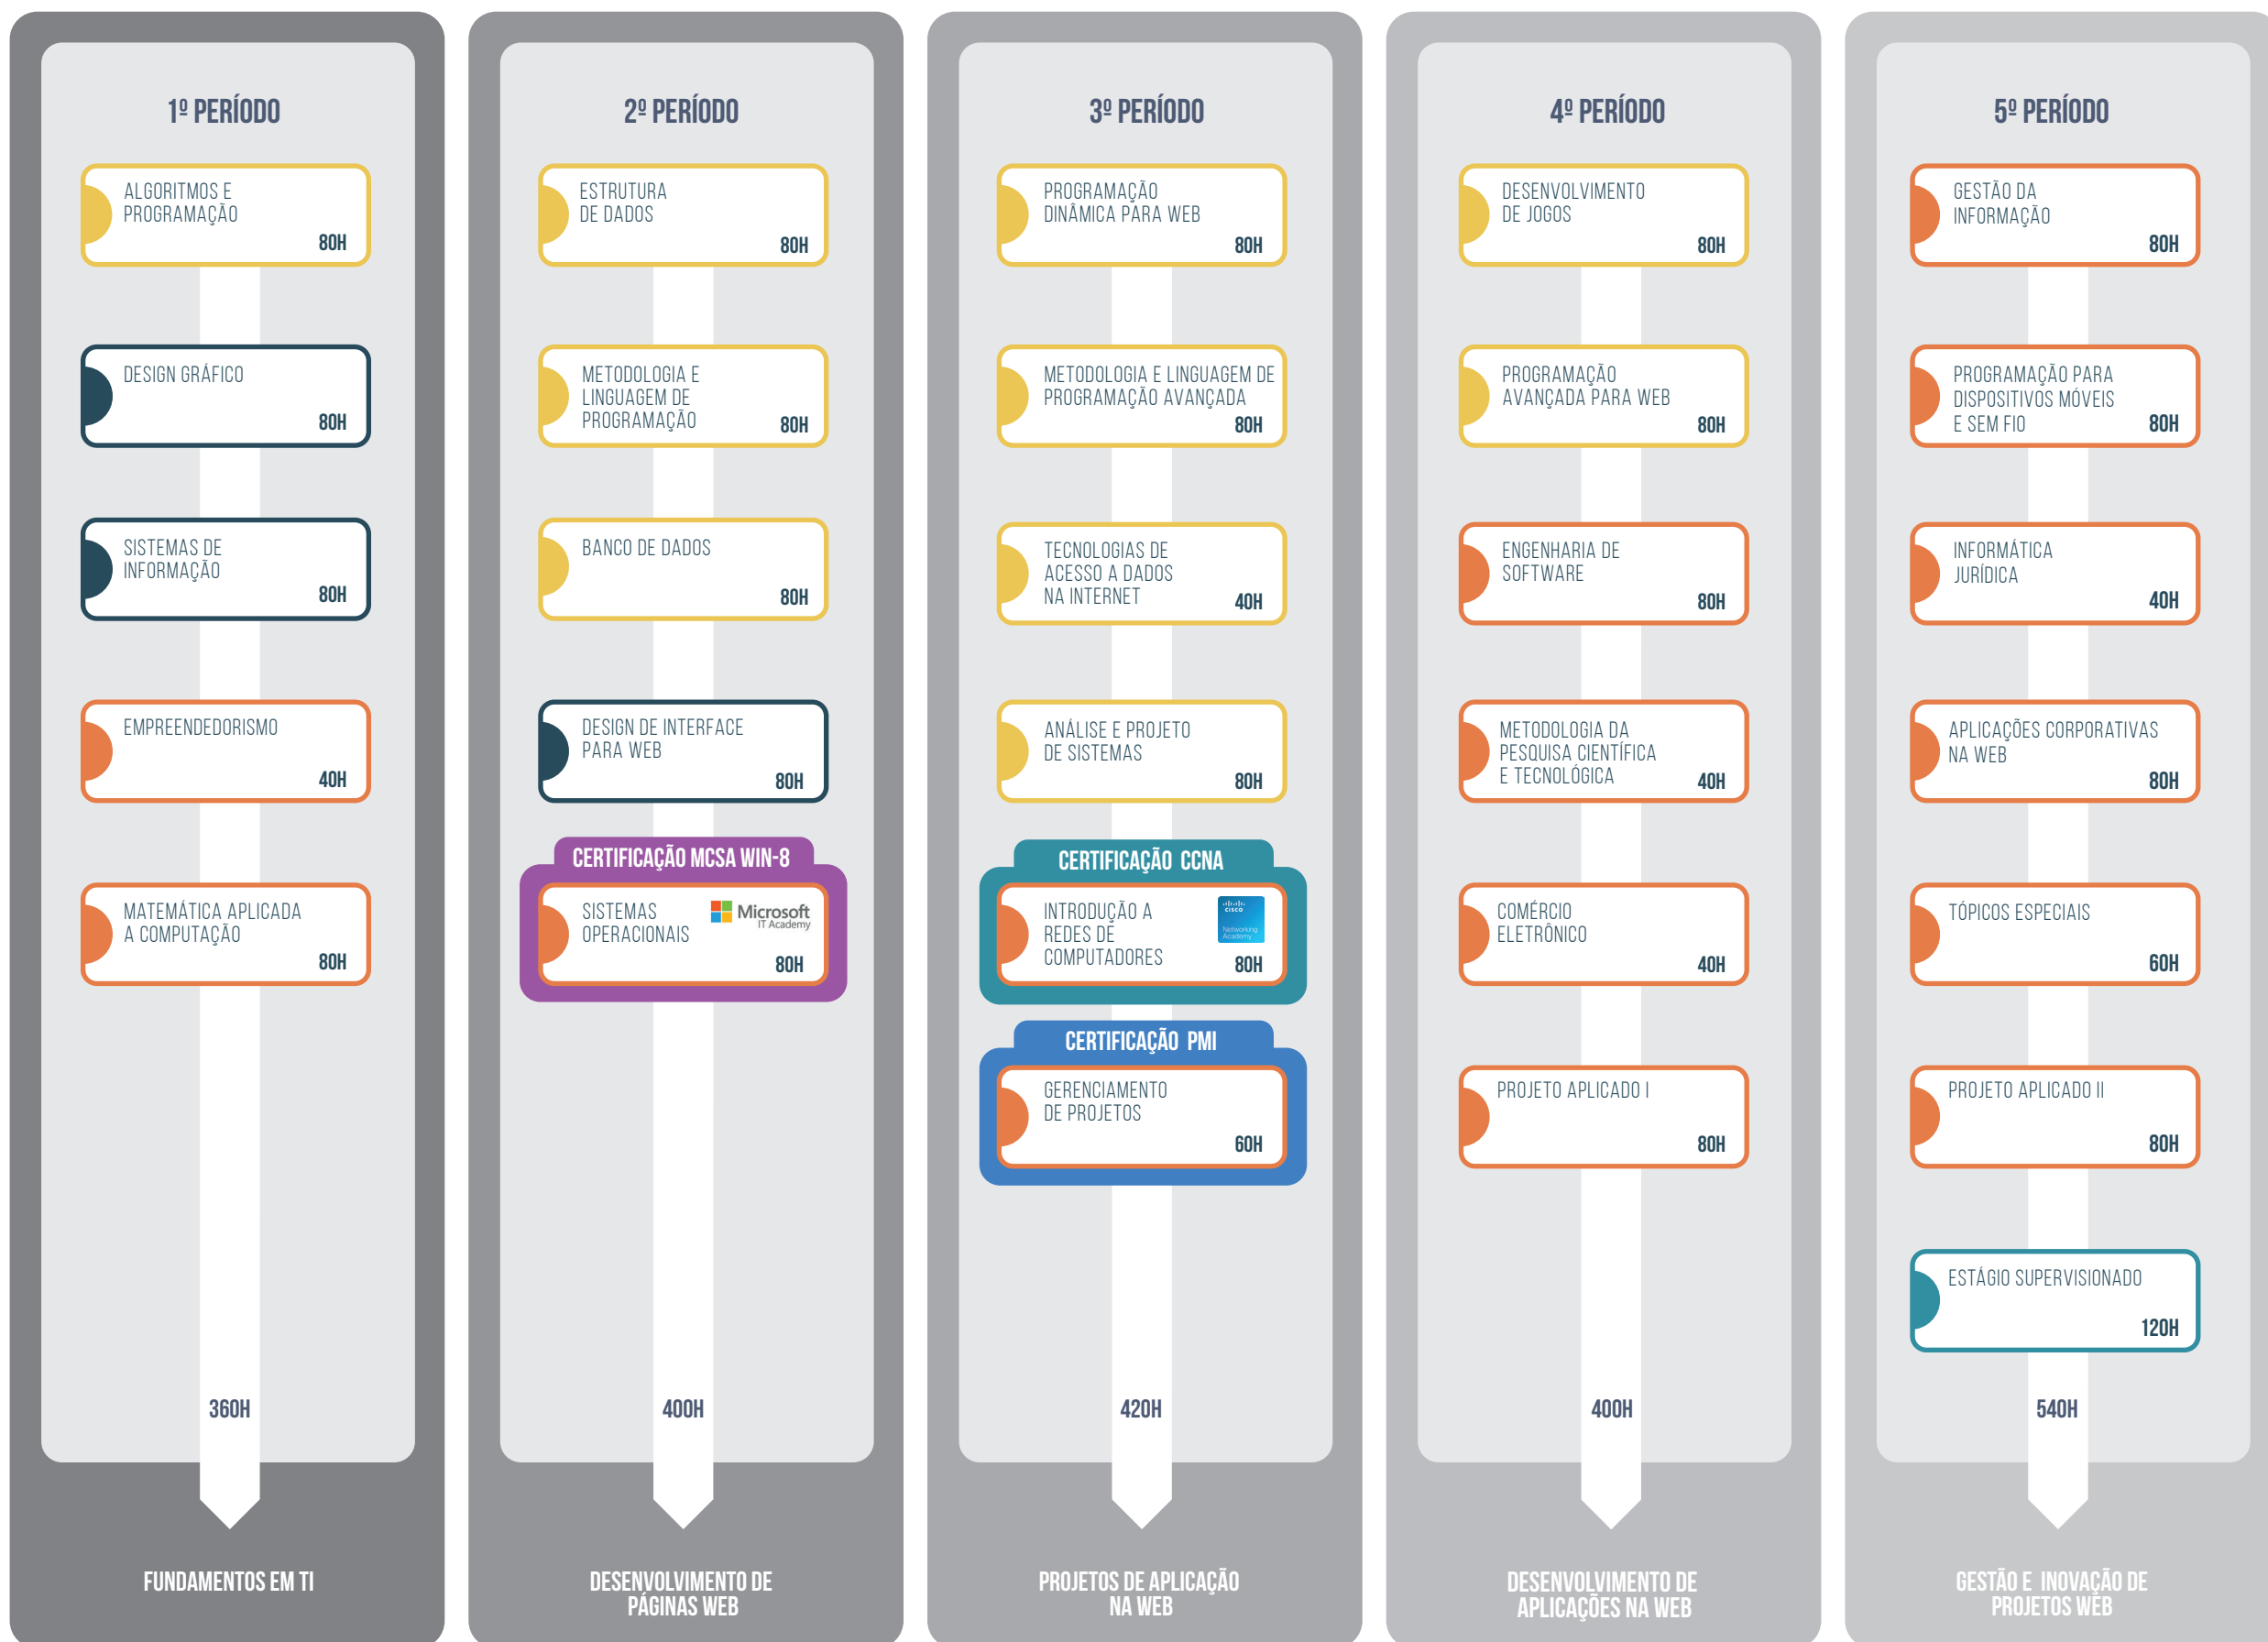 1º PERÍODO
ALGORITMOS E
PROGRAMAÇÃO
80H
DESIGN GRÁFICO
80H
SISTEMAS DE
INFORMAÇÃO
80H
EMPREENDEDORISMO
40H
MATEMÁTICA APLICADA
A COMPUTAÇÃO
80H
360H
FUNDAMENTOS EM TI
2º PERÍODO
ESTRUTURA
DE DADOS
80H
METODOLOGIA E
LINGUAGEM DE
PROGRAMAÇÃO
80H
BANCO DE DADOS
80H
DESIGN DE INTERFACE
PARA WEB
80H
CERTIFICAÇÃO MCSA WIN-8
SISTEMAS
OPERACIONAIS
Microsoft
IT Academy
80H
400H
DESENVOLVIMENTO DE
PÁGINAS WEB
3º PERÍODO
PROGRAMAÇÃO
DINÂMICA PARA WEB
80H
METODOLOGIA E LINGUAGEM DE
PROGRAMAÇÃO AVANÇADA
80H
TECNOLOGIAS DE
ACESSO A DADOS
NA INTERNET
40H
ANÁLISE E PROJETO
DE SISTEMAS
80H
CERTIFICAÇÃO CCNA
INTRODUÇÃO A
REDES DE
COMPUTADORES
CISCO
Networking
Academy
80H
CERTIFICAÇÃO PMI
GERENCIAMENTO
DE PROJETOS
60H
420H
PROJETOS DE APLICAÇÃO
NA WEB
4º PERÍODO
DESENVOLVIMENTO
DE JOGOS
80H
PROGRAMAÇÃO
AVANÇADA PARA WEB
80H
ENGENHARIA DE
SOFTWARE
80H
METODOLOGIA DA
PESQUISA CIENTÍFICA
E TECNOLÓGICA
40H
COMÉRCIO
ELETRÔNICO
40H
PROJETO APLICADO I
80H
400H
DESENVOLVIMENTO DE
APLICAÇÕES NA WEB
5º PERÍODO
GESTÃO DA
INFORMAÇÃO
80H
PROGRAMAÇÃO PARA
DISPOSITIVOS MÓVEIS
E SEM FIO
80H
INFORMÁTICA
JURÍDICA
40H
APLICAÇÕES CORPORATIVAS
NA WEB
80H
TÓPICOS ESPECIAIS
60H
PROJETO APLICADO II
80H
ESTÁGIO SUPERVISIONADO
120H
540H
GESTÃO E INOVAÇÃO DE
PROJETOS WEB